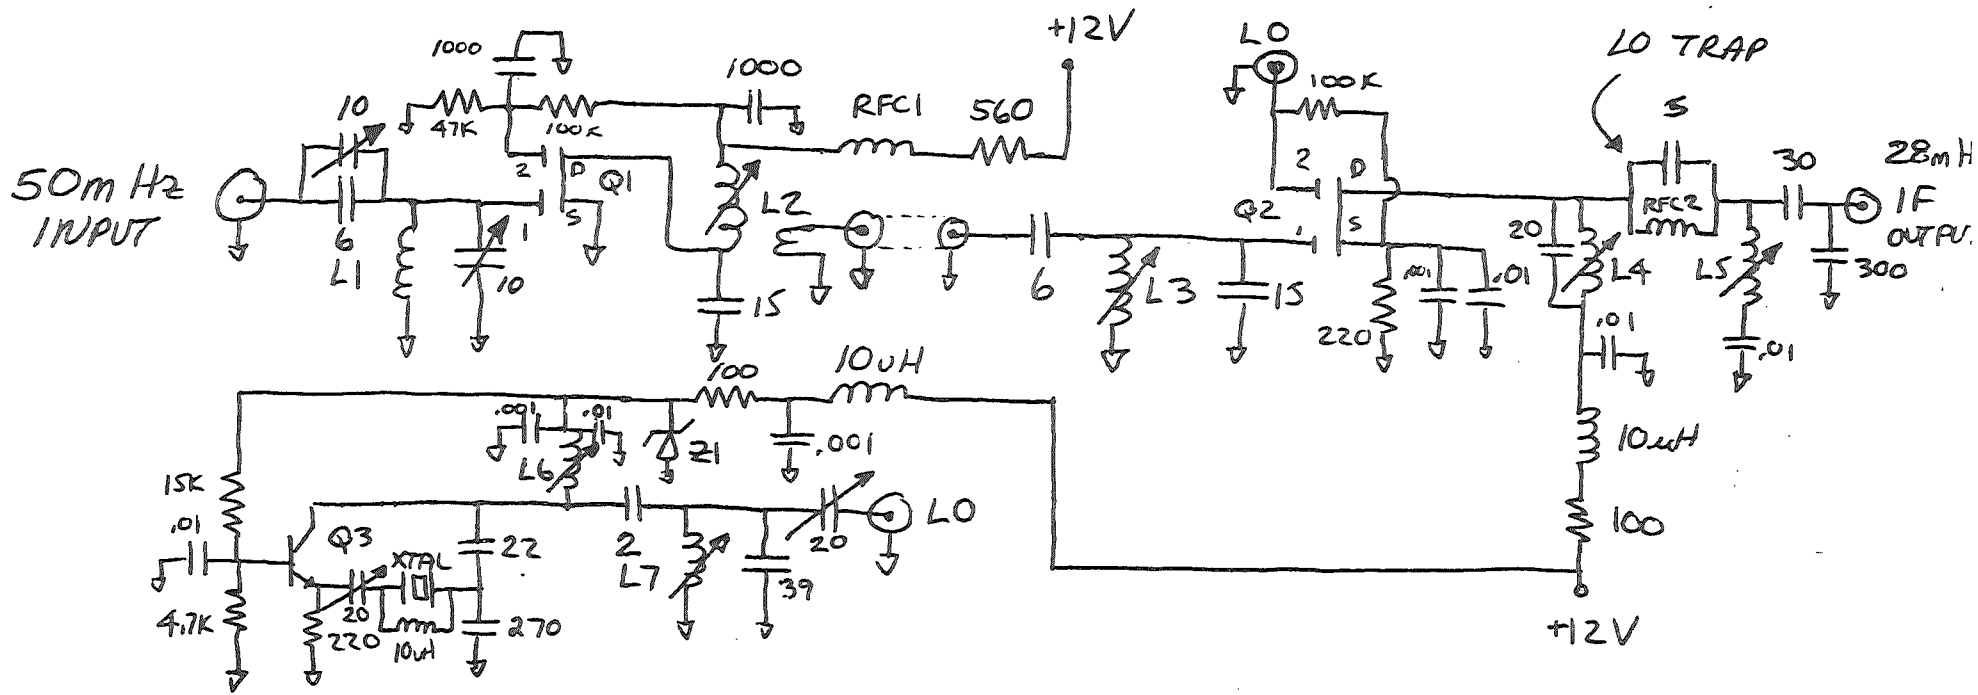 +12V
LO
LO TRAP
1000
1000
100K
5
10
RFC1
560
47K
100K
2
D
2
D
30
28mH
50mHz
INPUT
Q1
L2
RFC2
1F
OUTPU
S
Q2
S
20
1
1
6
L1
10
6
L3
15
.001
.01
L4
L5
300
15
220
.01
.01
100
10uH
.001
.01
Z1
.001
10uH
L6
15K
LO
100
.01
Q3
22
2
20
XTAL
L7
39
4.7K
20
220
10uH
270
+12V